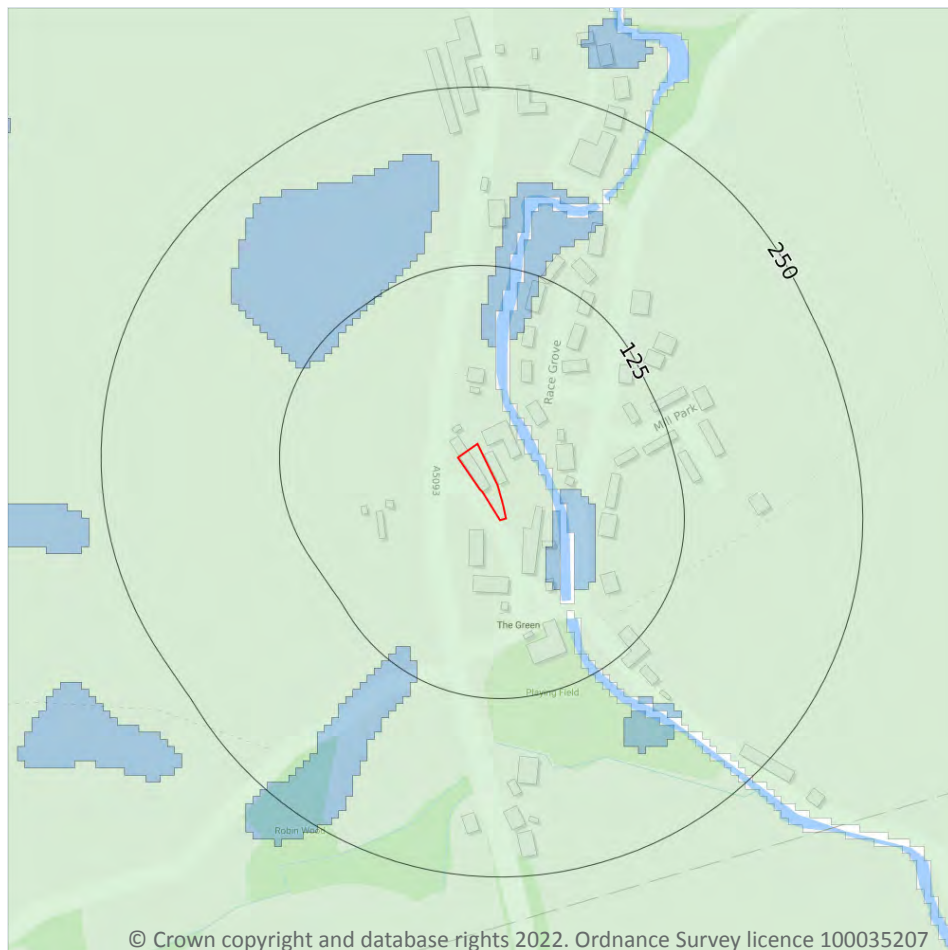 250
125
Race Grove
Mill Park
A5093
The Green
Playing Field
Robin Wood
© Crown copyright and database rights 2022. Ordnance Survey licence 100035207